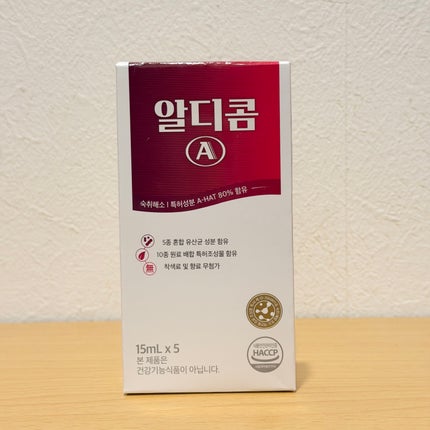 알디콤
A
숙취해소 | 특허성분 A-HAT 80% 함유
5종 혼합 유산균 성분 함유
10종 원료 배합 특허조성물 함유
無 착색료 및 향료 무첨가
15mL x 5
본 제품은
건강기능식품이 아닙니다.
HACCP